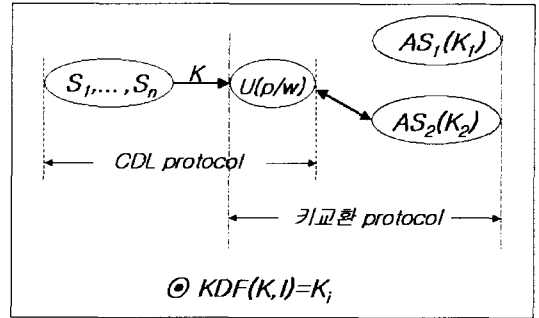 AS₁(K₁)
S₁,...,Sₙ
K
U(p/w)
AS₂(K₂)
CDL protocol
키교환 protocol
⊙ KDF(K,I)=Kᵢ